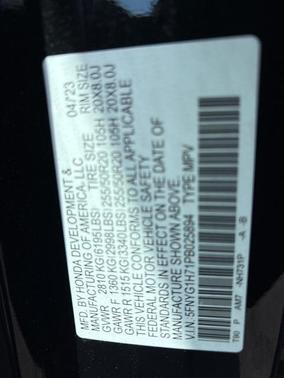 MFD. BY HONDA DEVELOPMENT & 04/23
MANUFACTURING OF AMERICA, LLC
GVWR 2810 KG(6195LBS) TIRE SIZE RIM SIZE
GAWR F 1360 KG(2998LBS) 255/50R20 105H 20X8.0J
GAWR R 1515 KG(3340LBS) 255/50R20 105H 20X8.0J
THIS VEHICLE CONFORMS TO ALL APPLICABLE
FEDERAL MOTOR VEHICLE SAFETY
STANDARDS IN EFFECT ON THE DATE OF
MANUFACTURE SHOWN ABOVE.
V.I.N. 5FNYG1H71PB025894 TYPE MPV
T90 P AM7 -NH731P -A -B